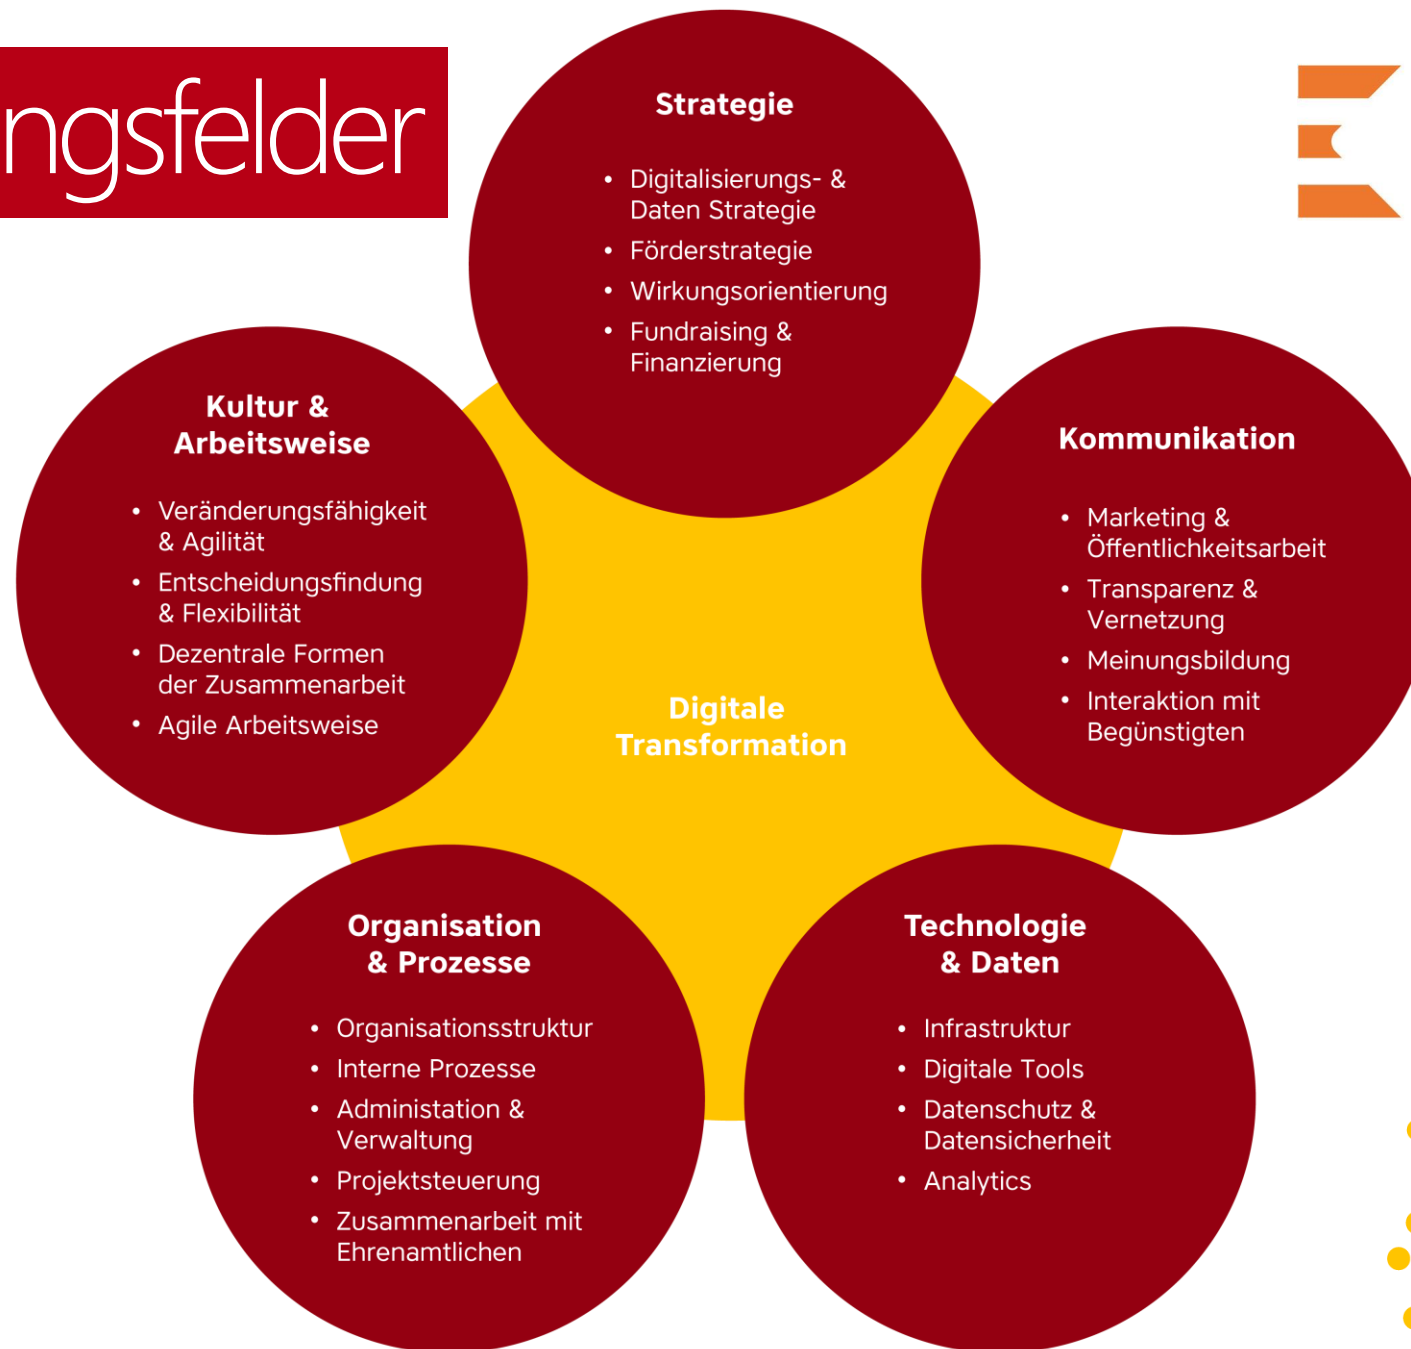 ngsfelder
Strategie
• Digitalisierungs- &
Daten Strategie
• Förderstrategie
• Wirkungsorientierung
• Fundraising &
Finanzierung
Kultur &
Arbeitsweise
• Veränderungsfähigkeit
& Agilität
• Entscheidungsfindung
& Flexibilität
• Dezentrale Formen
der Zusammenarbeit
• Agile Arbeitsweise
Kommunikation
• Marketing &
Öffentlichkeitsarbeit
• Transparenz &
Vernetzung
• Meinungsbildung
• Interaktion mit
Begünstigten
Digitale
Transformation
Organisation
& Prozesse
• Organisationsstruktur
• Interne Prozesse
• Administation &
Verwaltung
• Projektsteuerung
• Zusammenarbeit mit
Ehrenamtlichen
Technologie
& Daten
• Infrastruktur
• Digitale Tools
• Datenschutz &
Datensicherheit
• Analytics